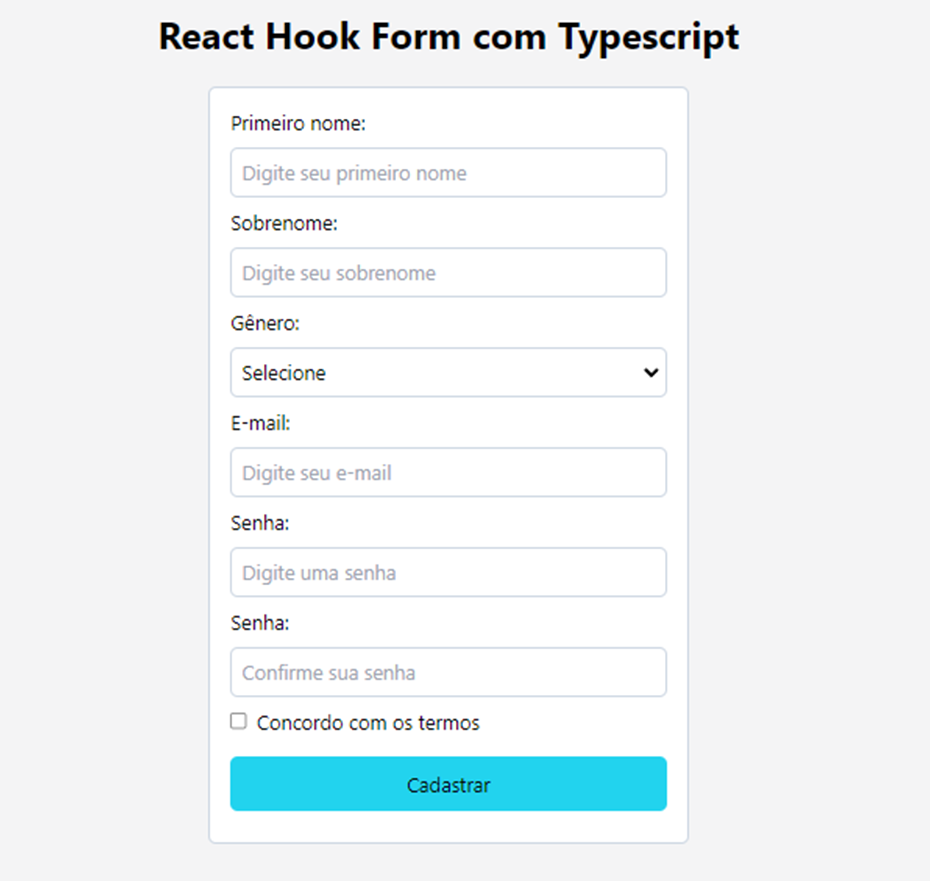 React Hook Form com Typescript
Primeiro nome:
Digite seu primeiro nome
Sobrenome:
Digite seu sobrenome
Gênero:
Selecione
E-mail:
Digite seu e-mail
Senha:
Digite uma senha
Senha:
Confirme sua senha
Concordo com os termos
Cadastrar